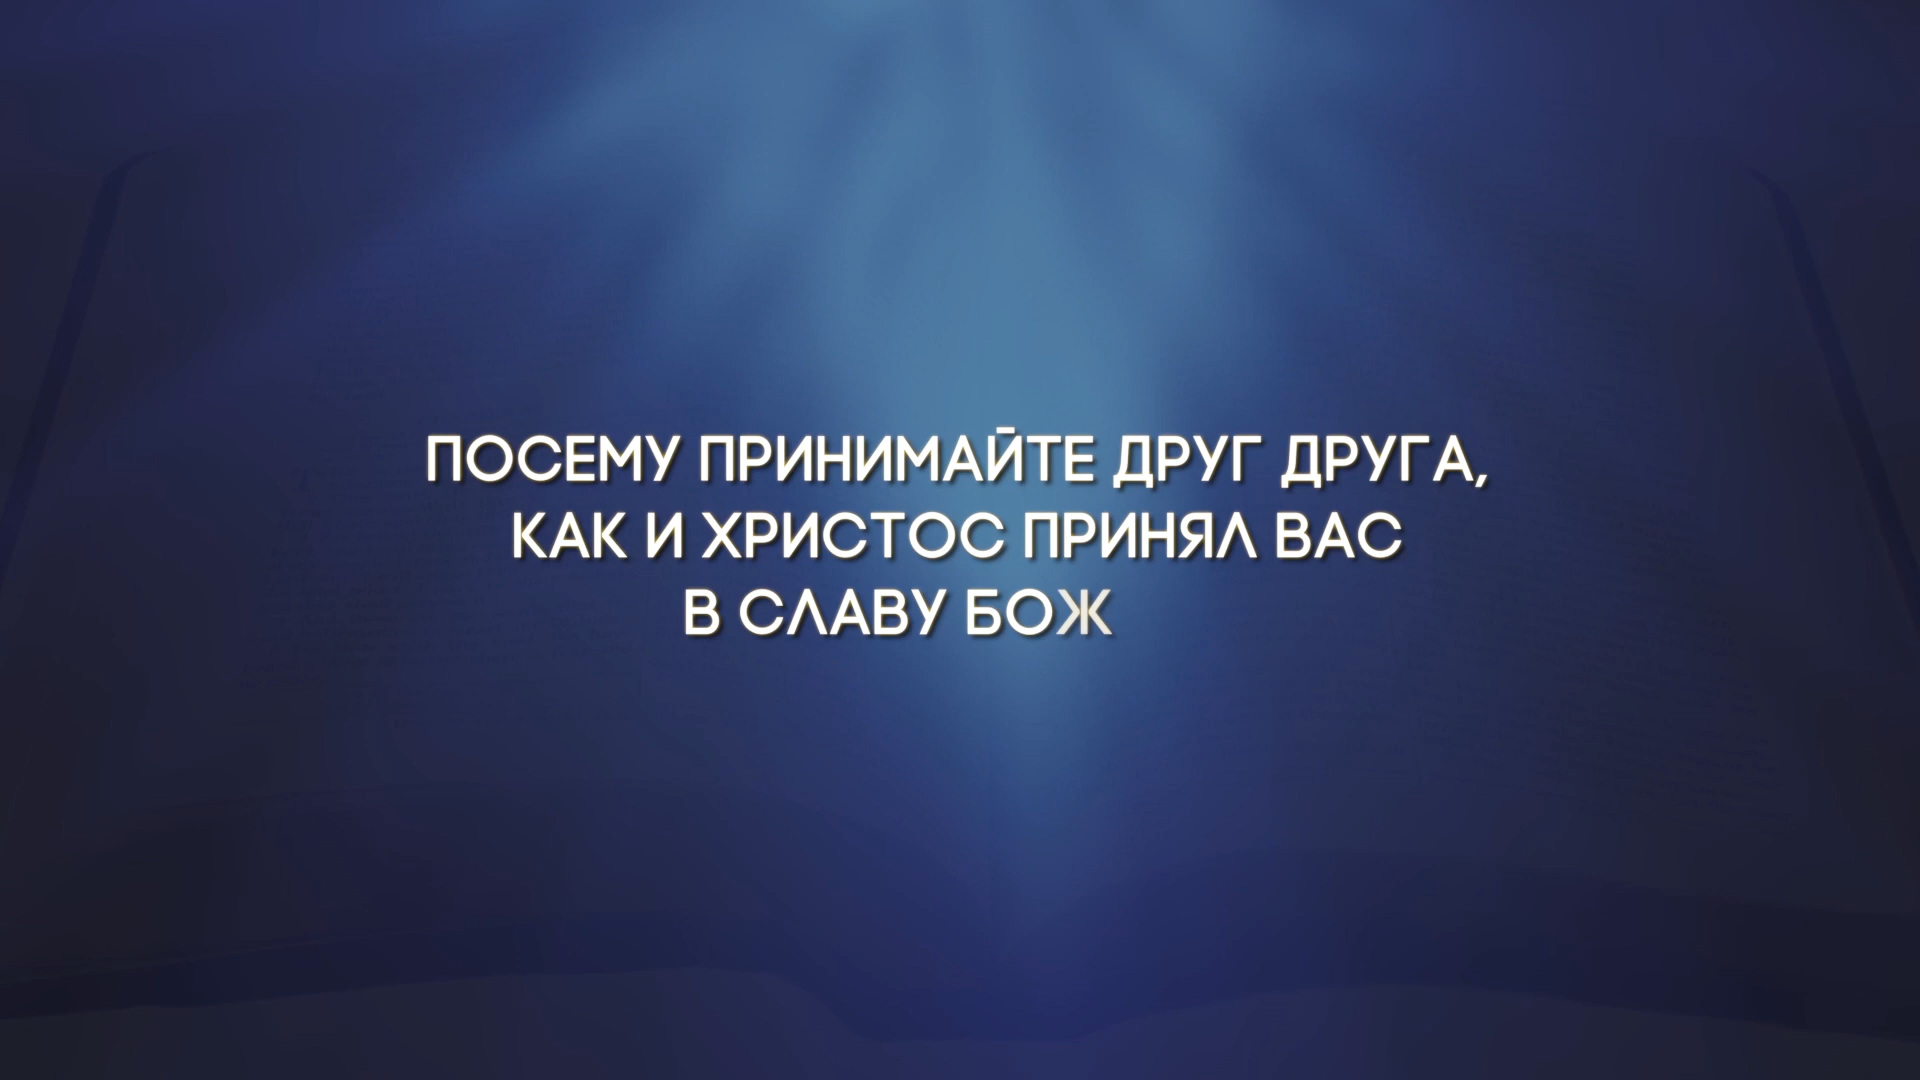 ПОСЕМУ ПРИНИМАЙТЕ ДРУГ ДРУГА,
КАК И ХРИСТОС ПРИНЯЛ ВАС
В СЛАВУ БОЖ